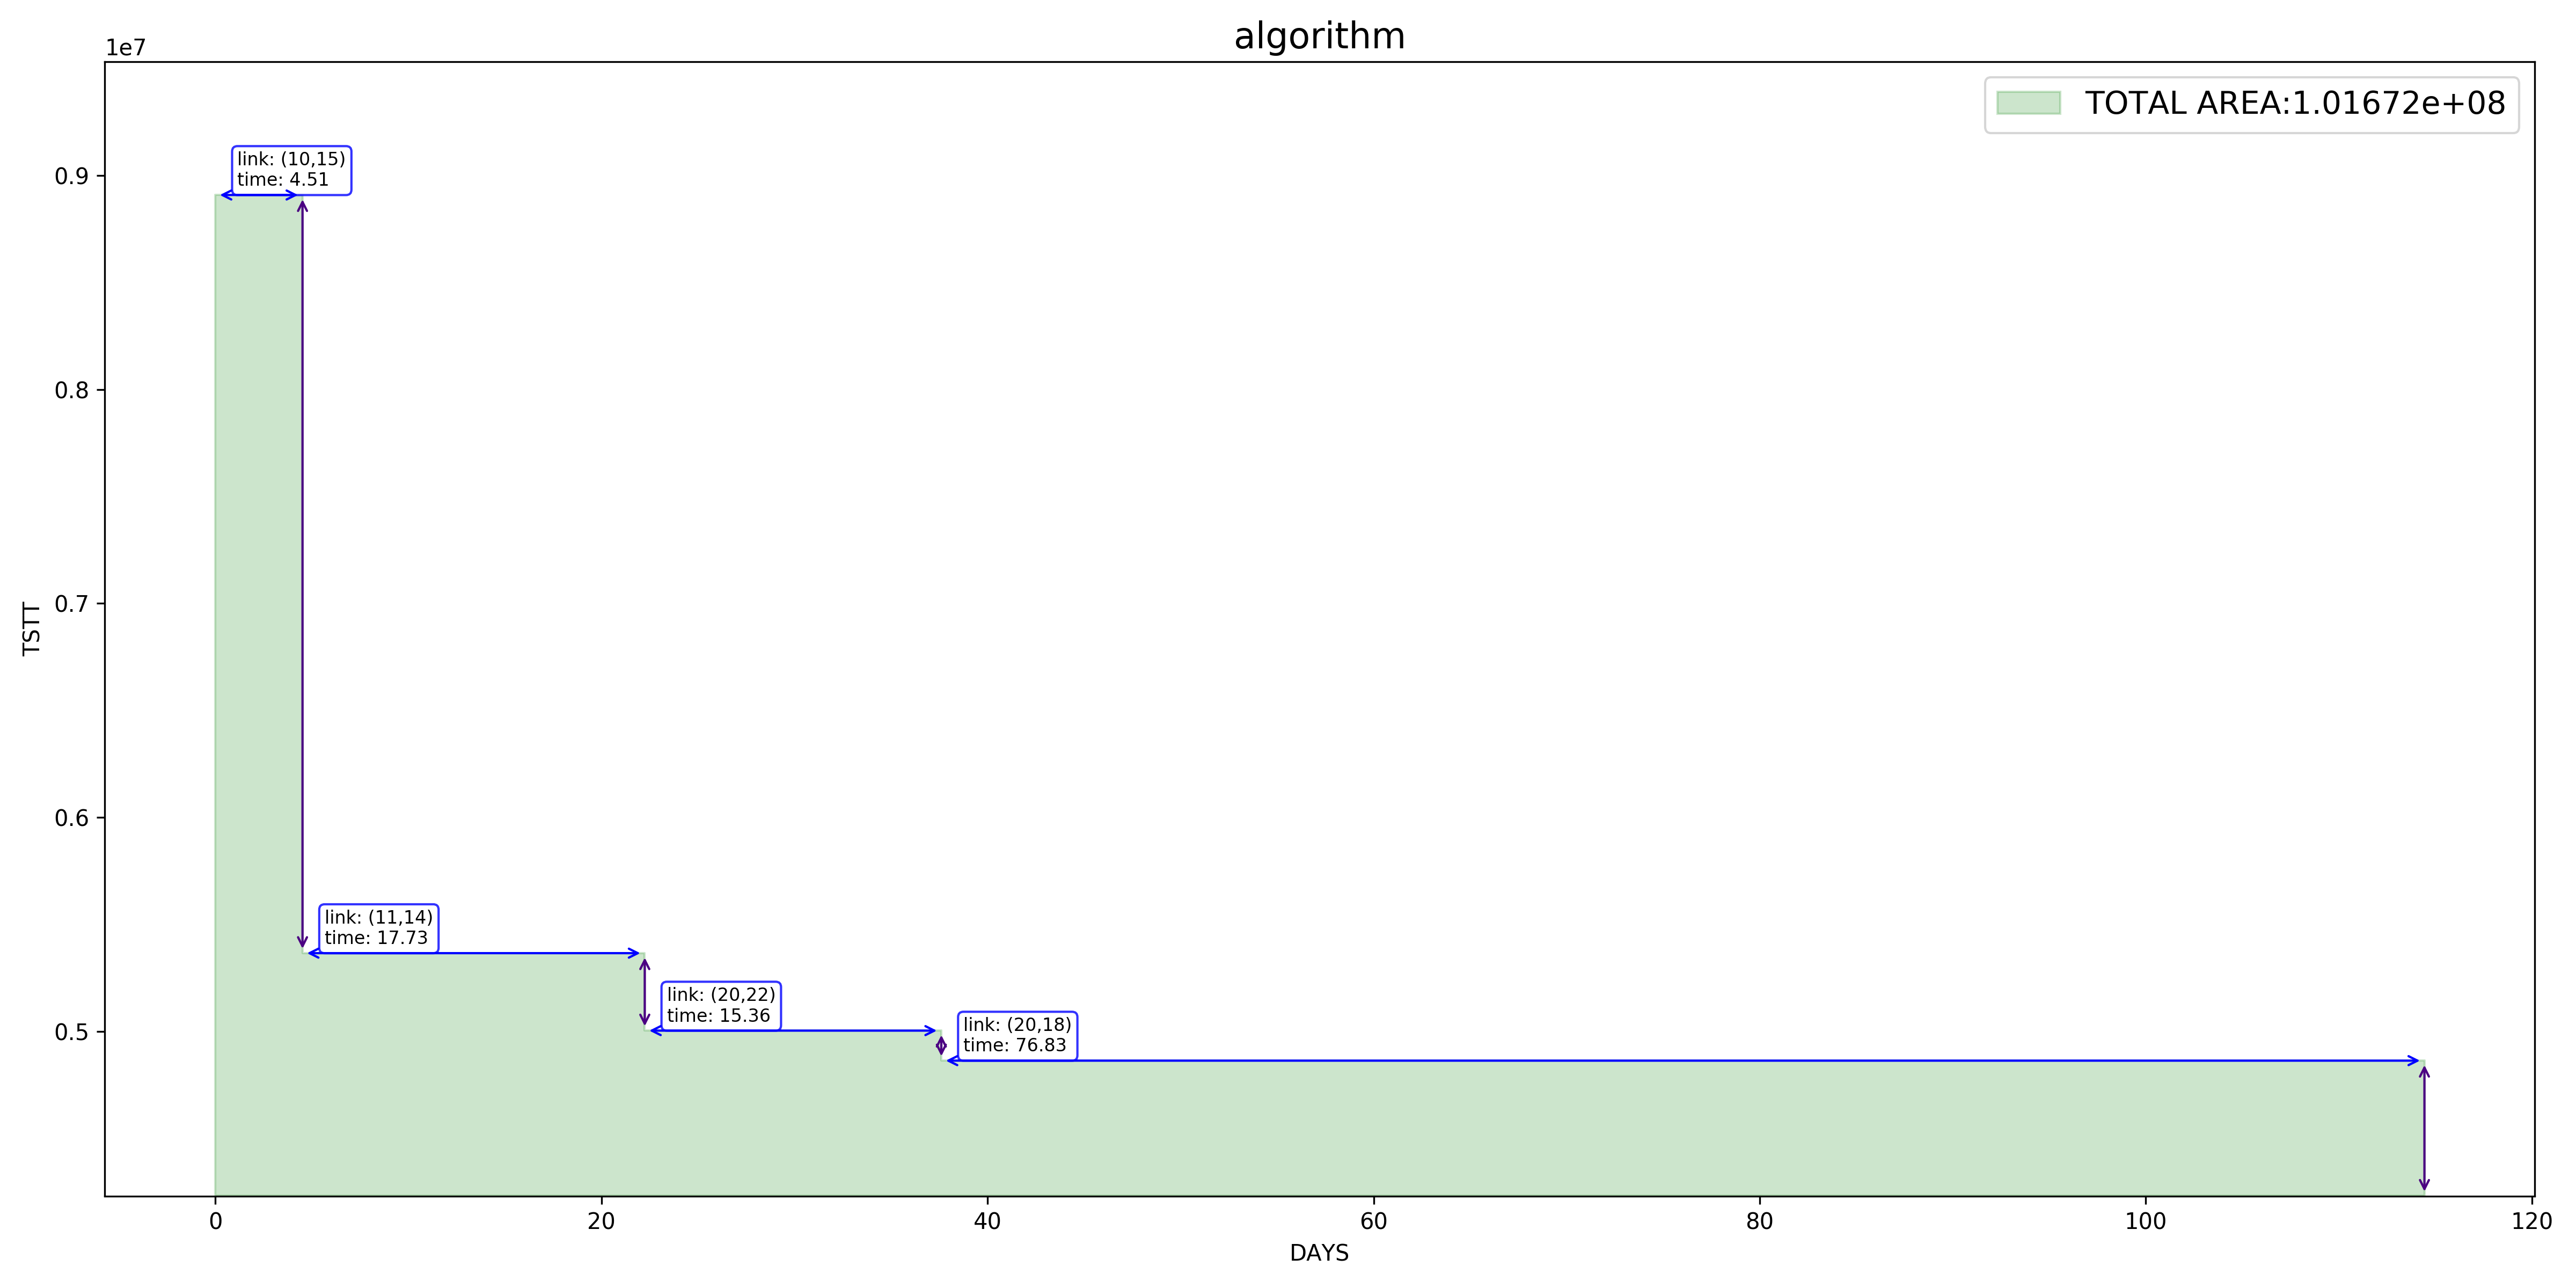 algorithm
1e7
TOTAL AREA:1.01672e+08
0.9
0.8
0.7
0.6
0.5
TSTT
link: (10,15)
time: 4.51
link: (11,14)
time: 17.73
link: (20,22)
time: 15.36
link: (20,18)
time: 76.83
0 20 40 60 80 100 120
DAYS